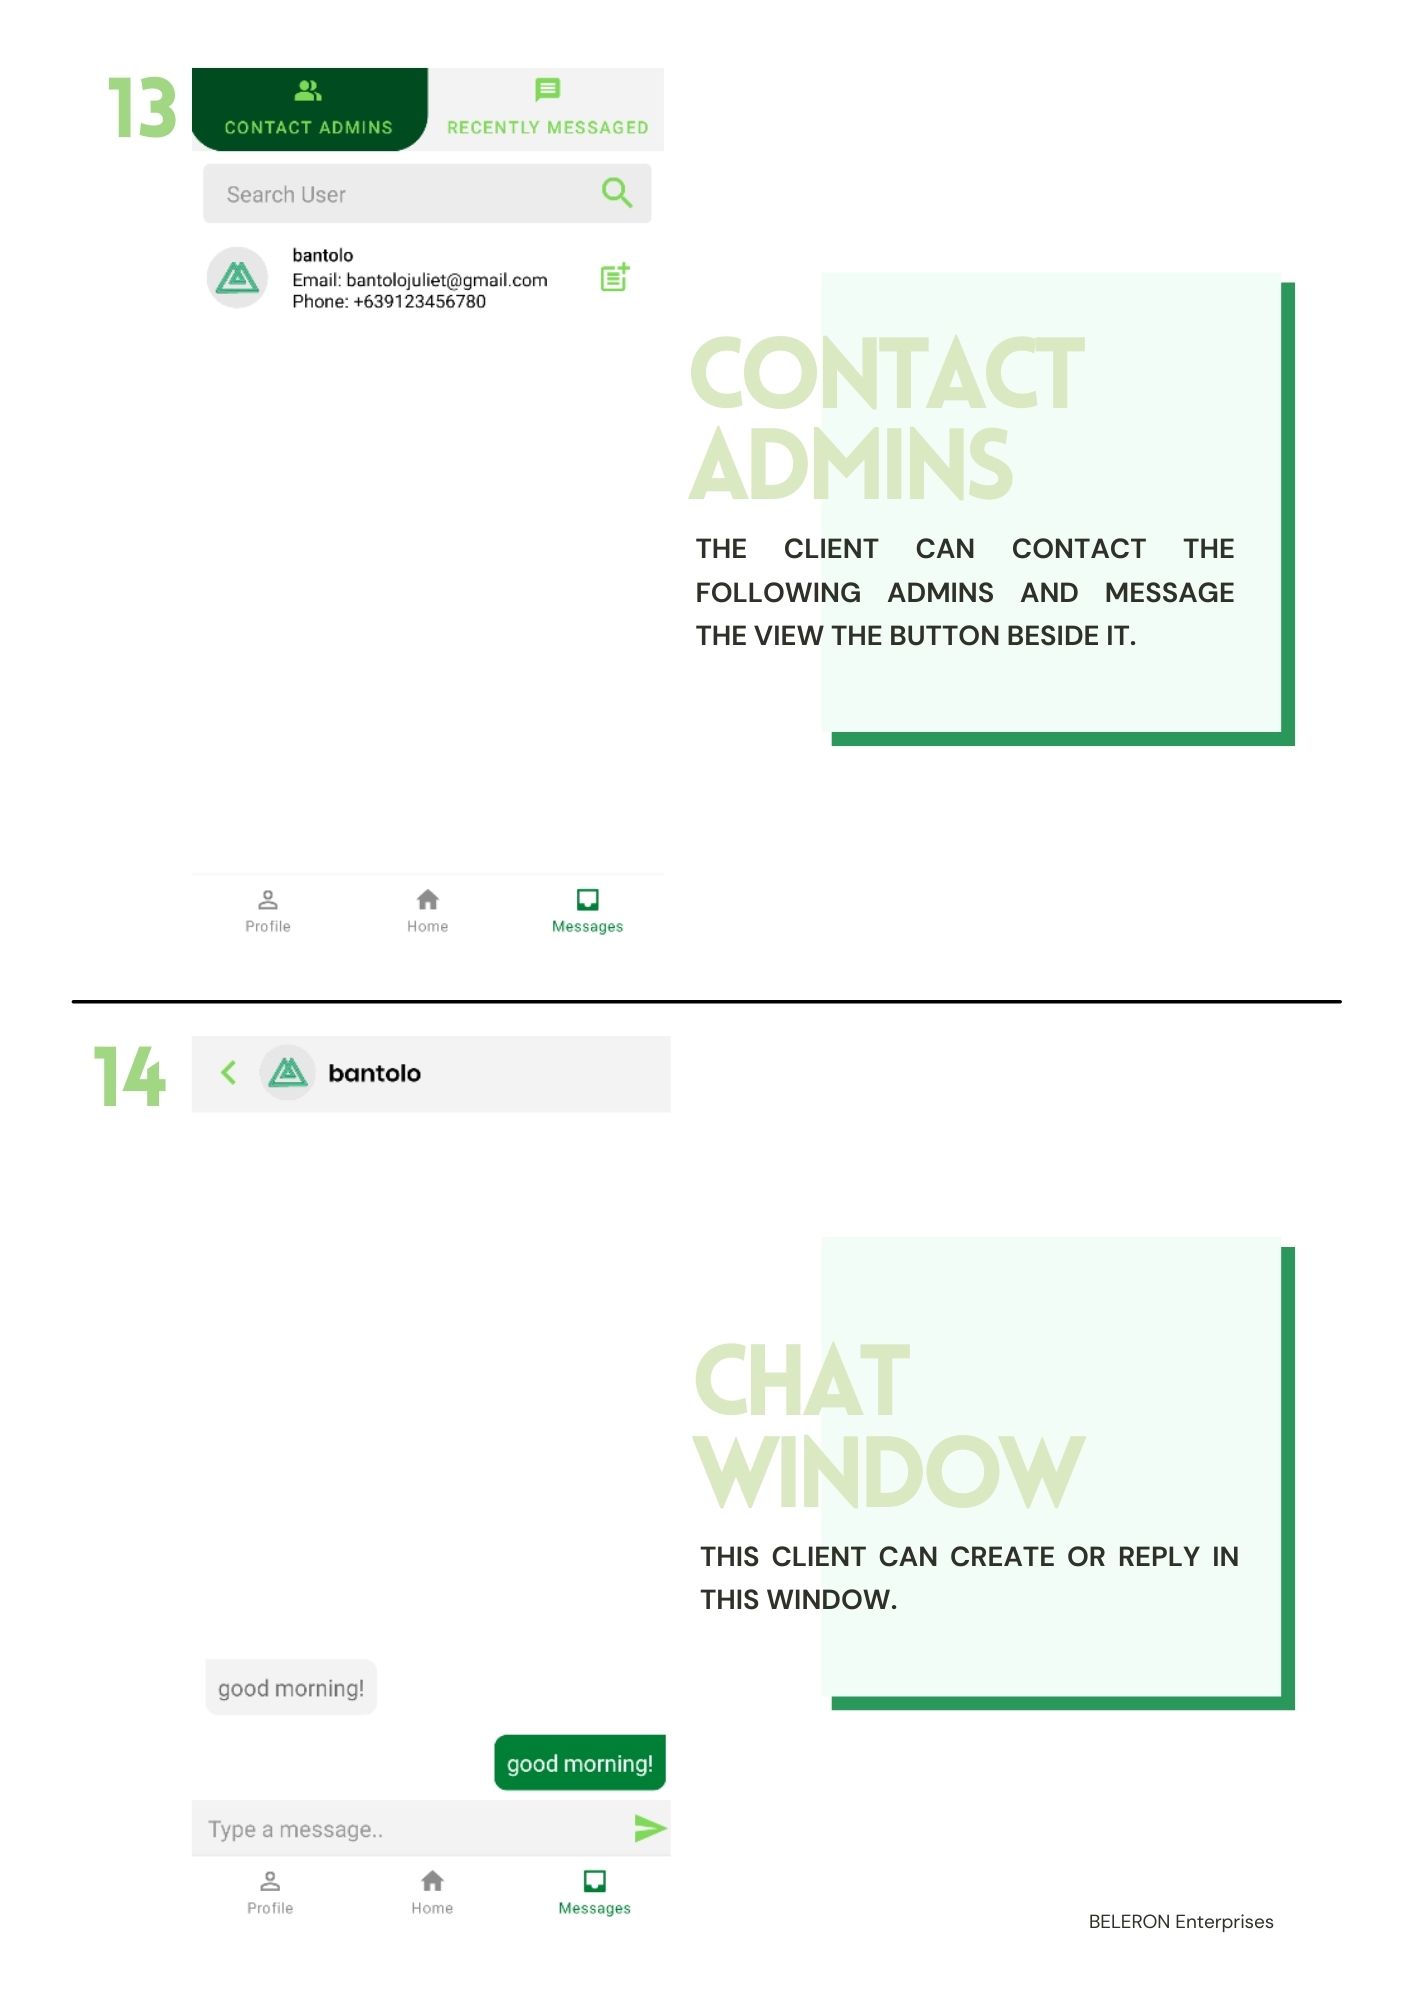 13
CONTACT ADMINS
RECENTLY MESSAGED
Search User
bantolo
Email: bantolojuliet@gmail.com
Phone: +639123456780
CONTACT
ADMINS
THE CLIENT CAN CONTACT THE
FOLLOWING ADMINS AND MESSAGE
THE VIEW THE BUTTON BESIDE IT.
Profile
Home
Messages
14
bantolo
CHAT
WINDOW
THIS CLIENT CAN CREATE OR REPLY IN
THIS WINDOW.
good morning!
good morning!
Type a message..
Profile
Home
Messages
BELERON Enterprises